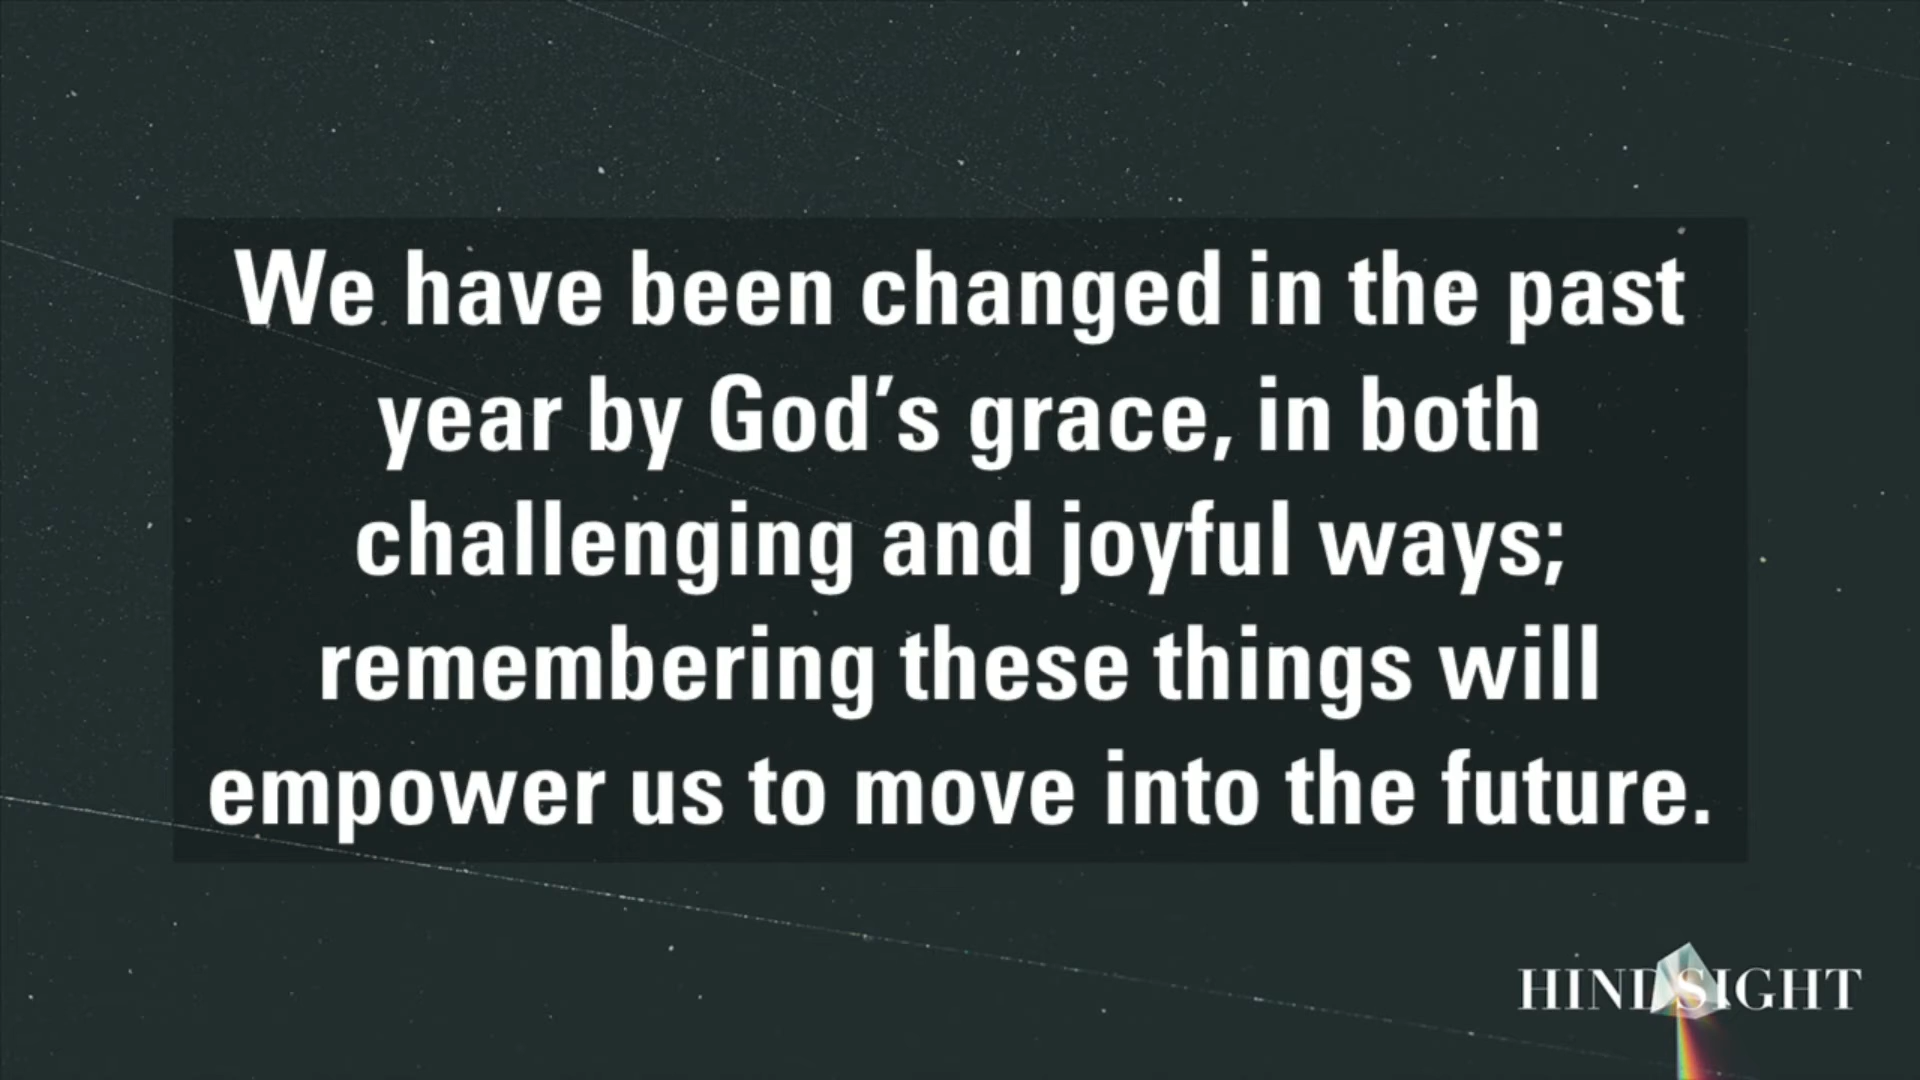 We have been changed in the past
year by God’s grace, in both
challenging and joyful ways;
remembering these things will
empower us to move into the future.
HINDSIGHT